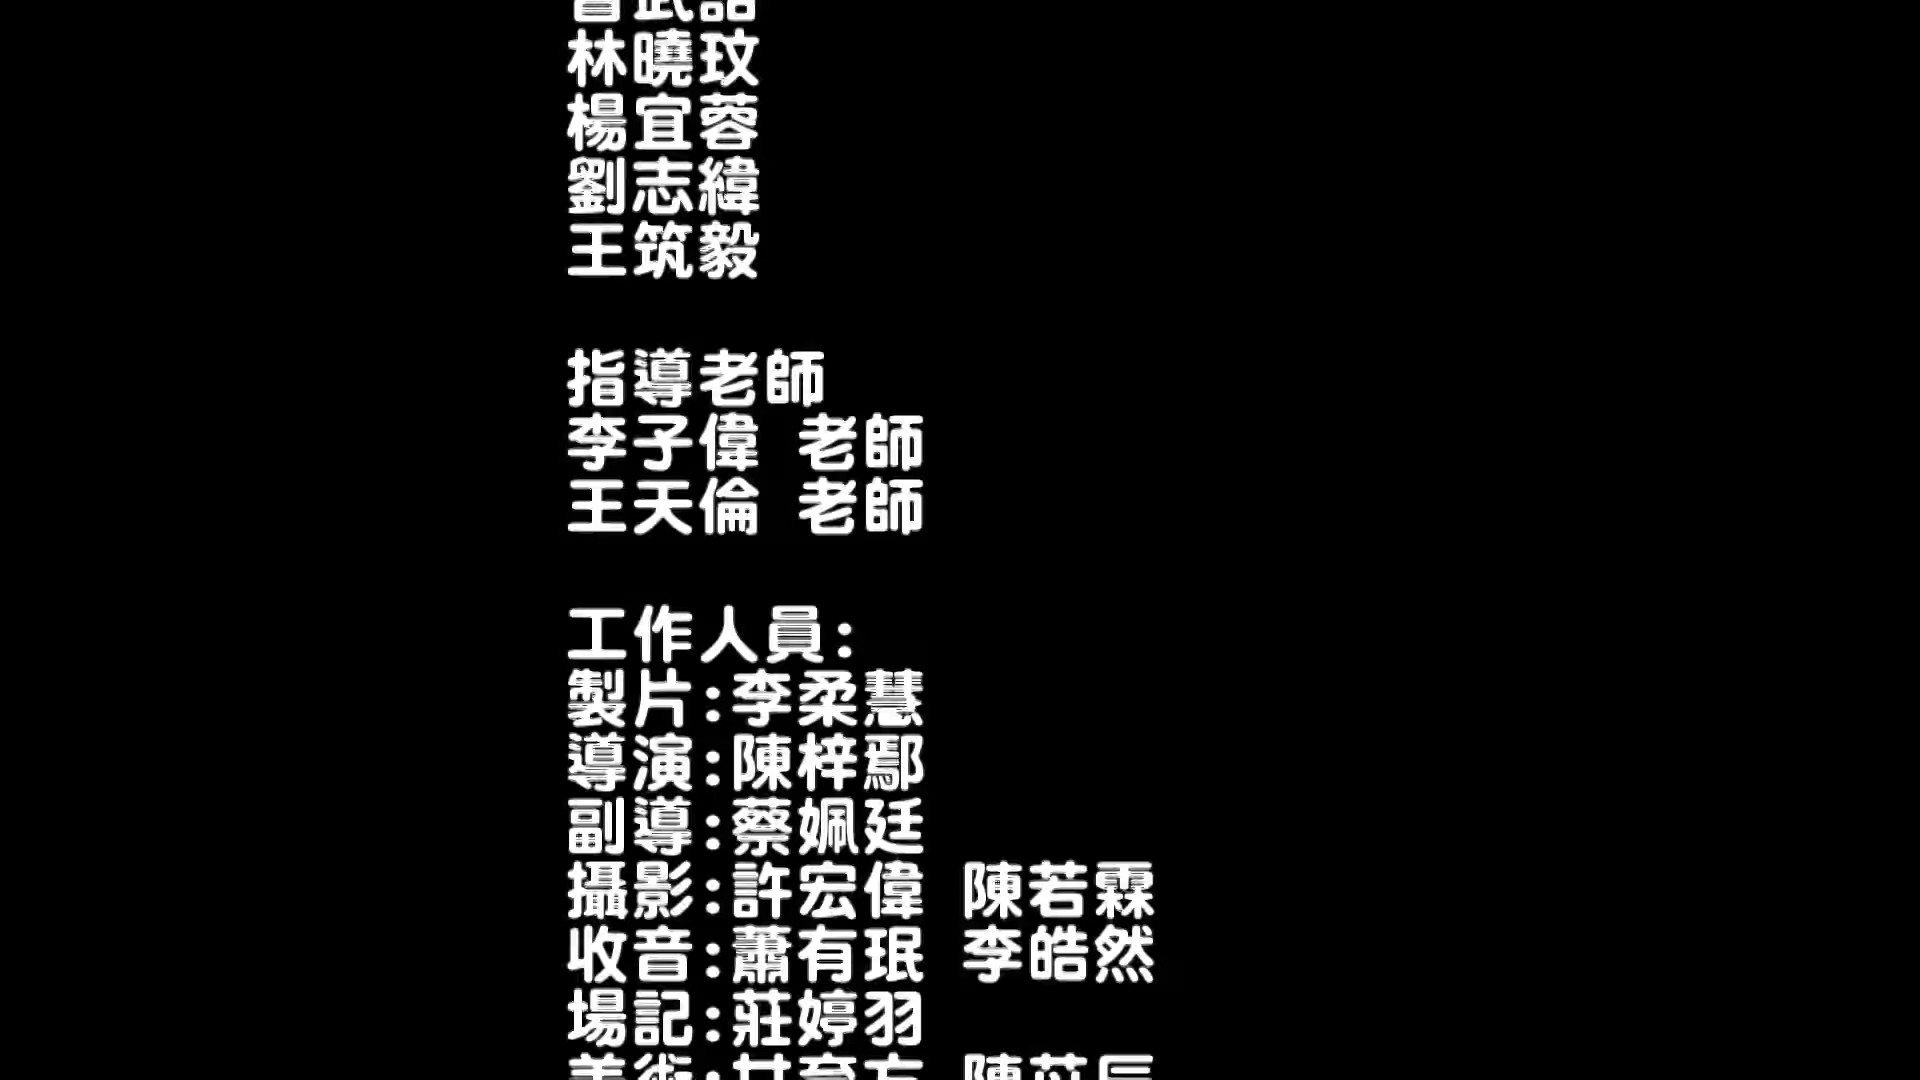 林曉玟
楊宜蓉
劉志緯
王筑毅
指導老師
李子偉 老師
王天倫 老師
工作人員:
製片:李柔慧
導演:陳梓鄢
副導:蔡姵廷
攝影:許宏偉 陳若霖
收音:蕭有珉 李皓然
場記:莊婷羽